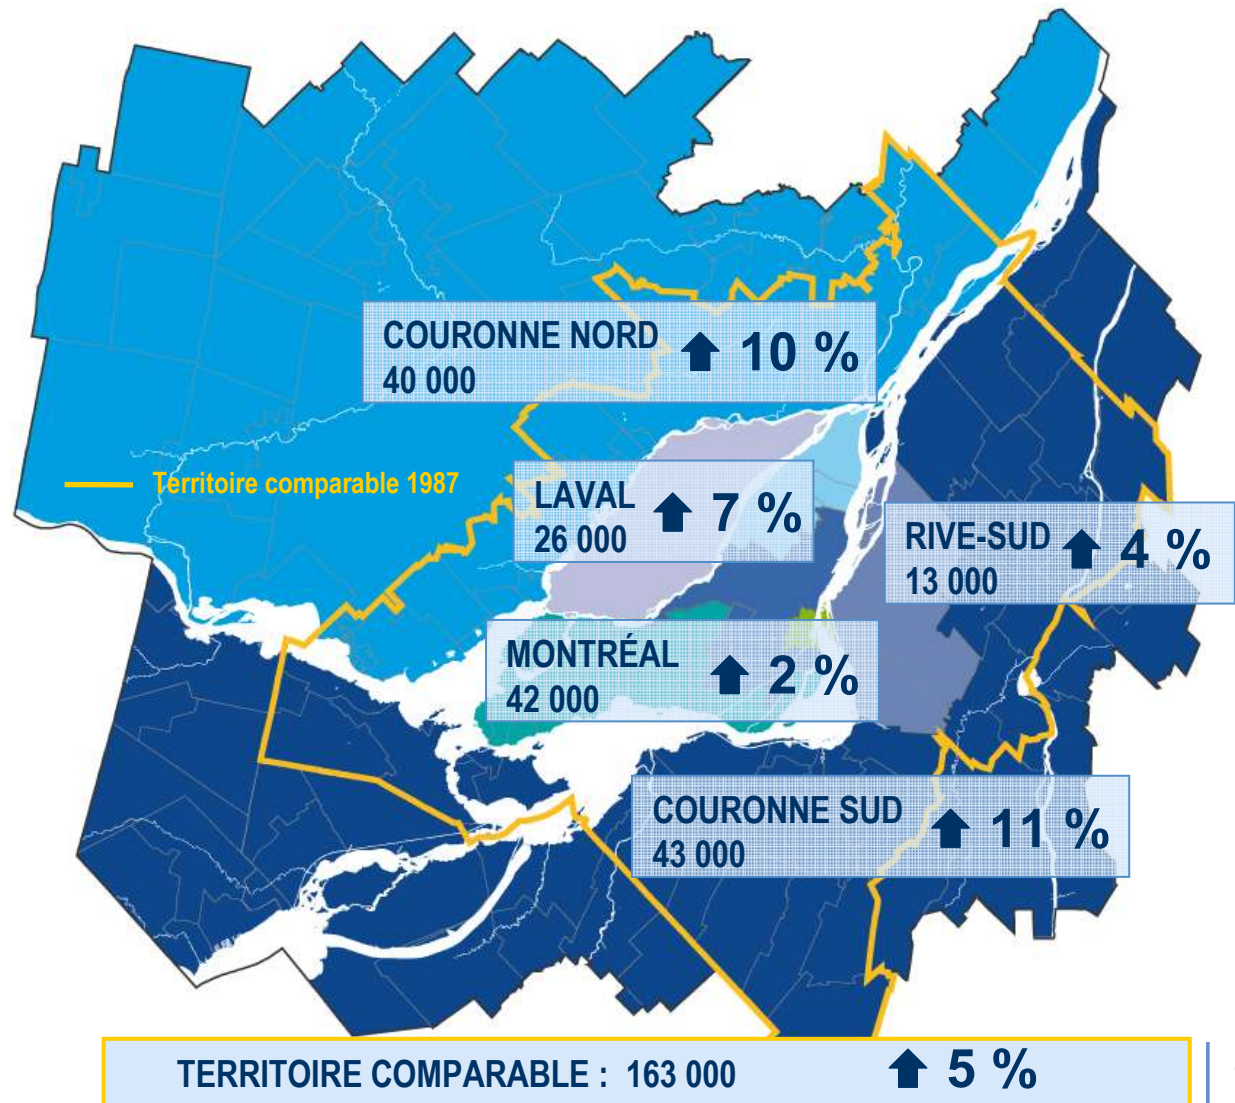 COURONNE NORD
40 000
10 %
Territoire comparable 1987
LAVAL
26 000
7 %
RIVE-SUD
13 000
4 %
MONTRÉAL
42 000
2 %
COURONNE SUD
43 000
11 %
TERRITOIRE COMPARABLE : 163 000 5 %